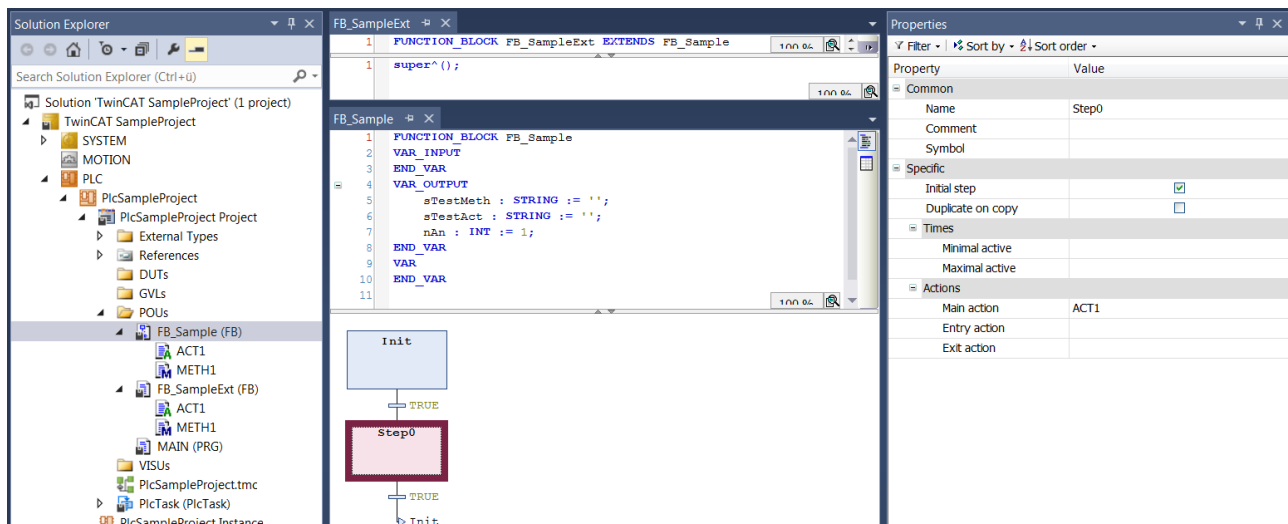 Solution Explorer
Search Solution Explorer (Ctrl+ü)
Solution 'TwinCAT SampleProject' (1 project)
TwinCAT SampleProject
SYSTEM
MOTION
PLC
PlcSampleProject
PlcSampleProject Project
External Types
References
DUTs
GVLs
POUs
FB_Sample (FB)
ACT1
METH1
FB_SampleExt (FB)
ACT1
METH1
MAIN (PRG)
VISUs
PlcSampleProject.tmc
PlcTask (PlcTask)
PlcSampleProject Instance
FB_SampleExt
1 FUNCTION_BLOCK FB_SampleExt EXTENDS FB_Sample
100 %
1 super^();
100 %
FB_Sample
1 FUNCTION_BLOCK FB_Sample
2 VAR_INPUT
3 END_VAR
4 VAR_OUTPUT
5 sTestMeth : STRING := '';
6 sTestAct : STRING := '';
7 nAn : INT := 1;
8 END_VAR
9 VAR
10 END_VAR
11
100 %
Init
TRUE
Step0
TRUE
Init
Properties
Filter Sort by Sort order
Property Value
Common
Name Step0
Comment
Symbol
Specific
Initial step
Duplicate on copy
Times
Minimal active
Maximal active
Actions
Main action ACT1
Entry action
Exit action